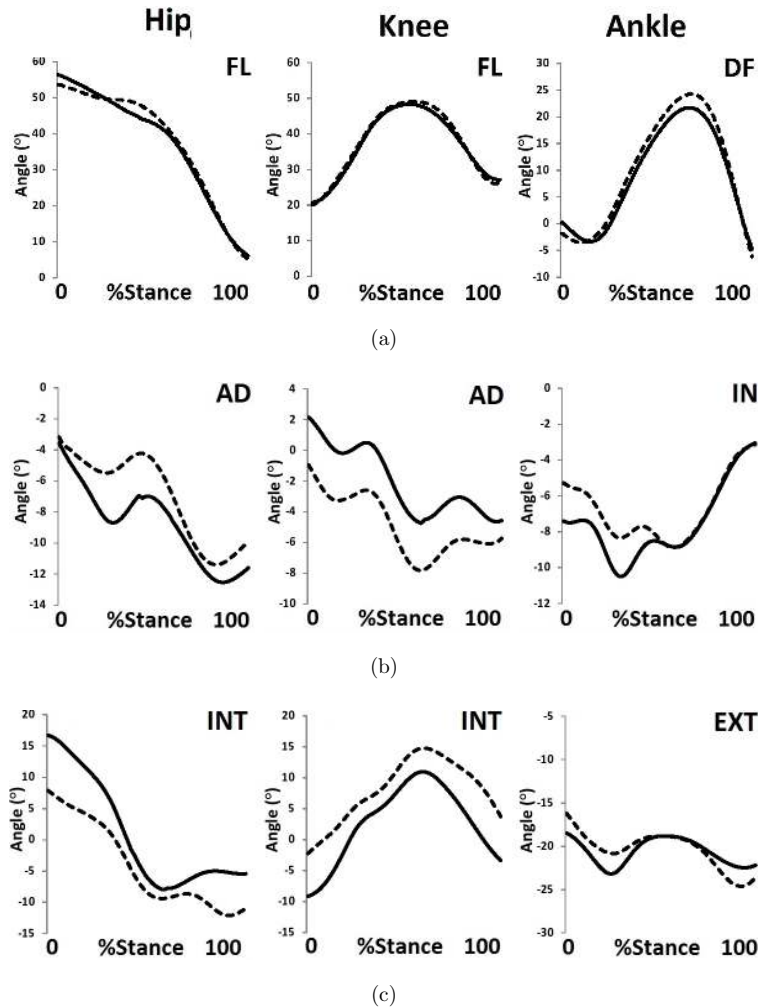 Hip Knee Ankle
FL
60
50
40
30
20
10
0
Angle (°)
0 %Stance 100
FL
60
50
40
30
20
10
0
Angle (°)
0 %Stance 100
DF
30
25
20
15
10
5
0
-5
-10
Angle (°)
0 %Stance 100
(a)
AD
0
-2
-4
-6
-8
-10
-12
-14
Angle (°)
0 %Stance 100
AD
4
2
0
-2
-4
-6
-8
-10
Angle (°)
0 %Stance 100
IN
0
-2
-4
-6
-8
-10
-12
Angle (°)
0 %Stance 100
(b)
INT
20
15
10
5
0
-5
-10
-15
Angle (°)
0 %Stance 100
INT
20
15
10
5
0
-5
-10
-15
Angle (°)
0 %Stance 100
EXT
-5
-10
-15
-20
-25
-30
Angle (°)
0 %Stance 100
(c)